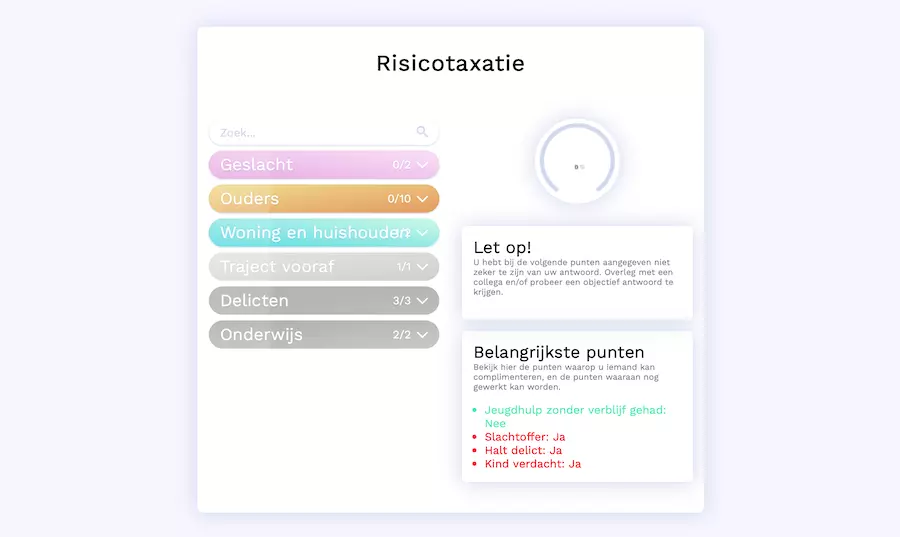 Risicotaxatie
Zoek...
Geslacht 0/2
Ouders 0/10
Woning en huishouden
Traject vooraf 1/1
Delicten 3/3
Onderwijs 2/2
0
Let op!
U hebt bij de volgende punten aangegeven niet
zeker te zijn van uw antwoord. Overleg met een
collega en/of probeer een objectief antwoord te
krijgen.
Belangrijkste punten
Bekijk hier de punten waarop u iemand kan
complimenteren, en de punten waaraan nog
gewerkt kan worden.
Jeugdhulp zonder verblijf gehad:
Nee
Slachtoffer: Ja
Halt delict: Ja
Kind verdacht: Ja